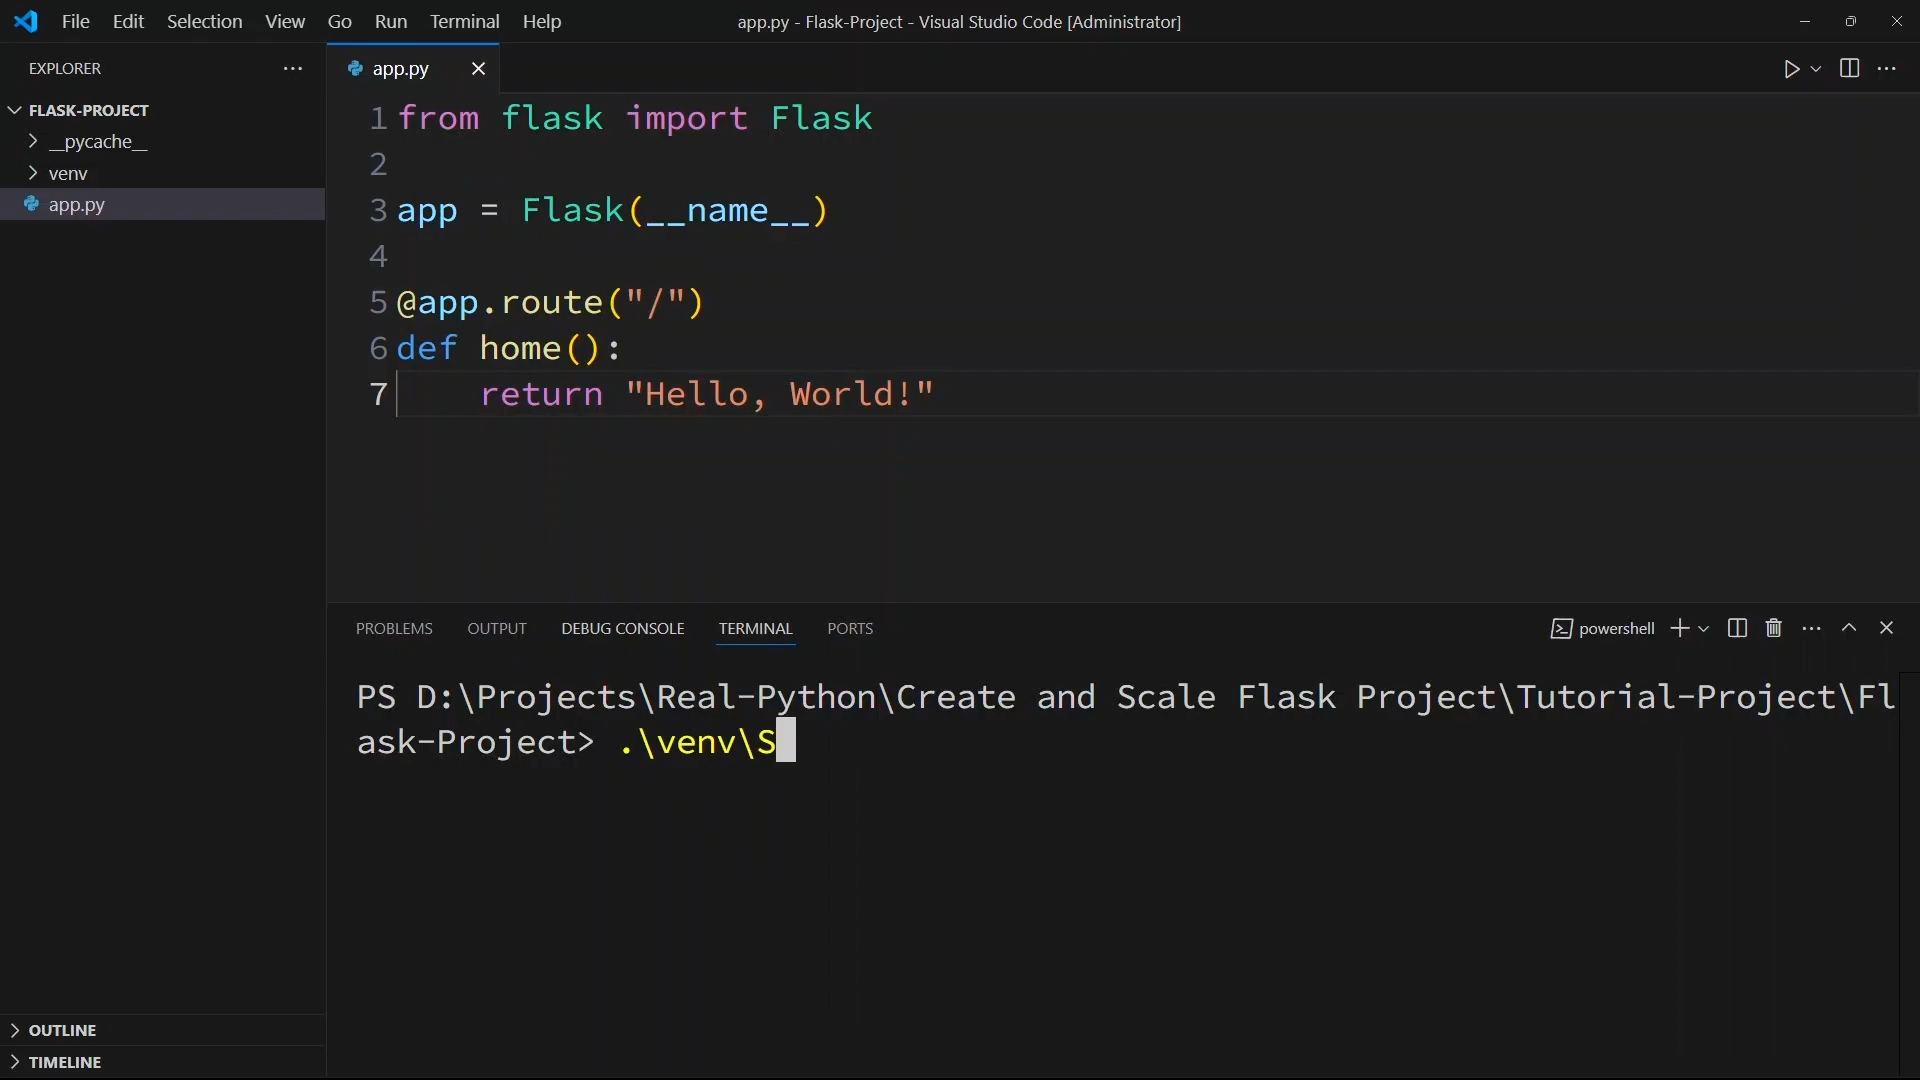 File Edit Selection View Go Run Terminal Help
app.py - Flask-Project - Visual Studio Code [Administrator]
EXPLORER
FLASK-PROJECT
__pycache__
venv
app.py
app.py
1 from flask import Flask
2
3 app = Flask(__name__)
4
5 @app.route("/")
6 def home():
7     return "Hello, World!"
PROBLEMS OUTPUT DEBUG CONSOLE TERMINAL PORTS
powershell
PS D:\Projects\Real-Python\Create and Scale Flask Project\Tutorial-Project\Fl
ask-Project> .\venv\S
OUTLINE
TIMELINE